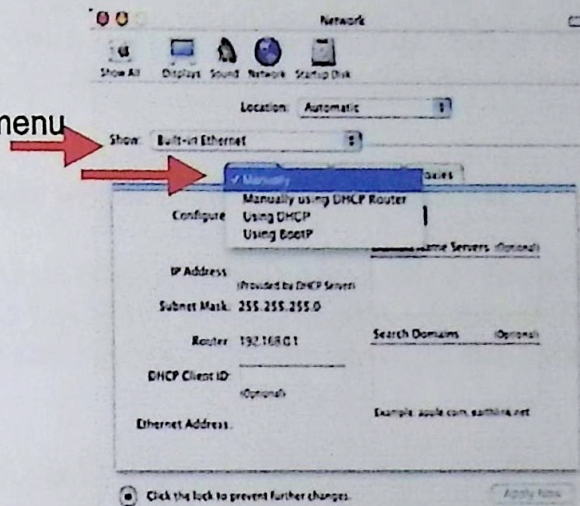 Network
Show All Displays Sound Network Startup Disk
Location: Automatic
menu
Show: Built-in Ethernet
✓ Manually
Manually using DHCP Router
Using DHCP
Using BootP
Configure
Name Servers (Optional)
IP Address
(Provided by DHCP Server)
Subnet Mask: 255.255.255.0
Router 192.168.0.1
Search Domains (Optional)
DHCP Client ID:
(Optional)
Ethernet Address:
Example: apple.com, earthlink.net
Click the lock to prevent further changes.
Apply Now